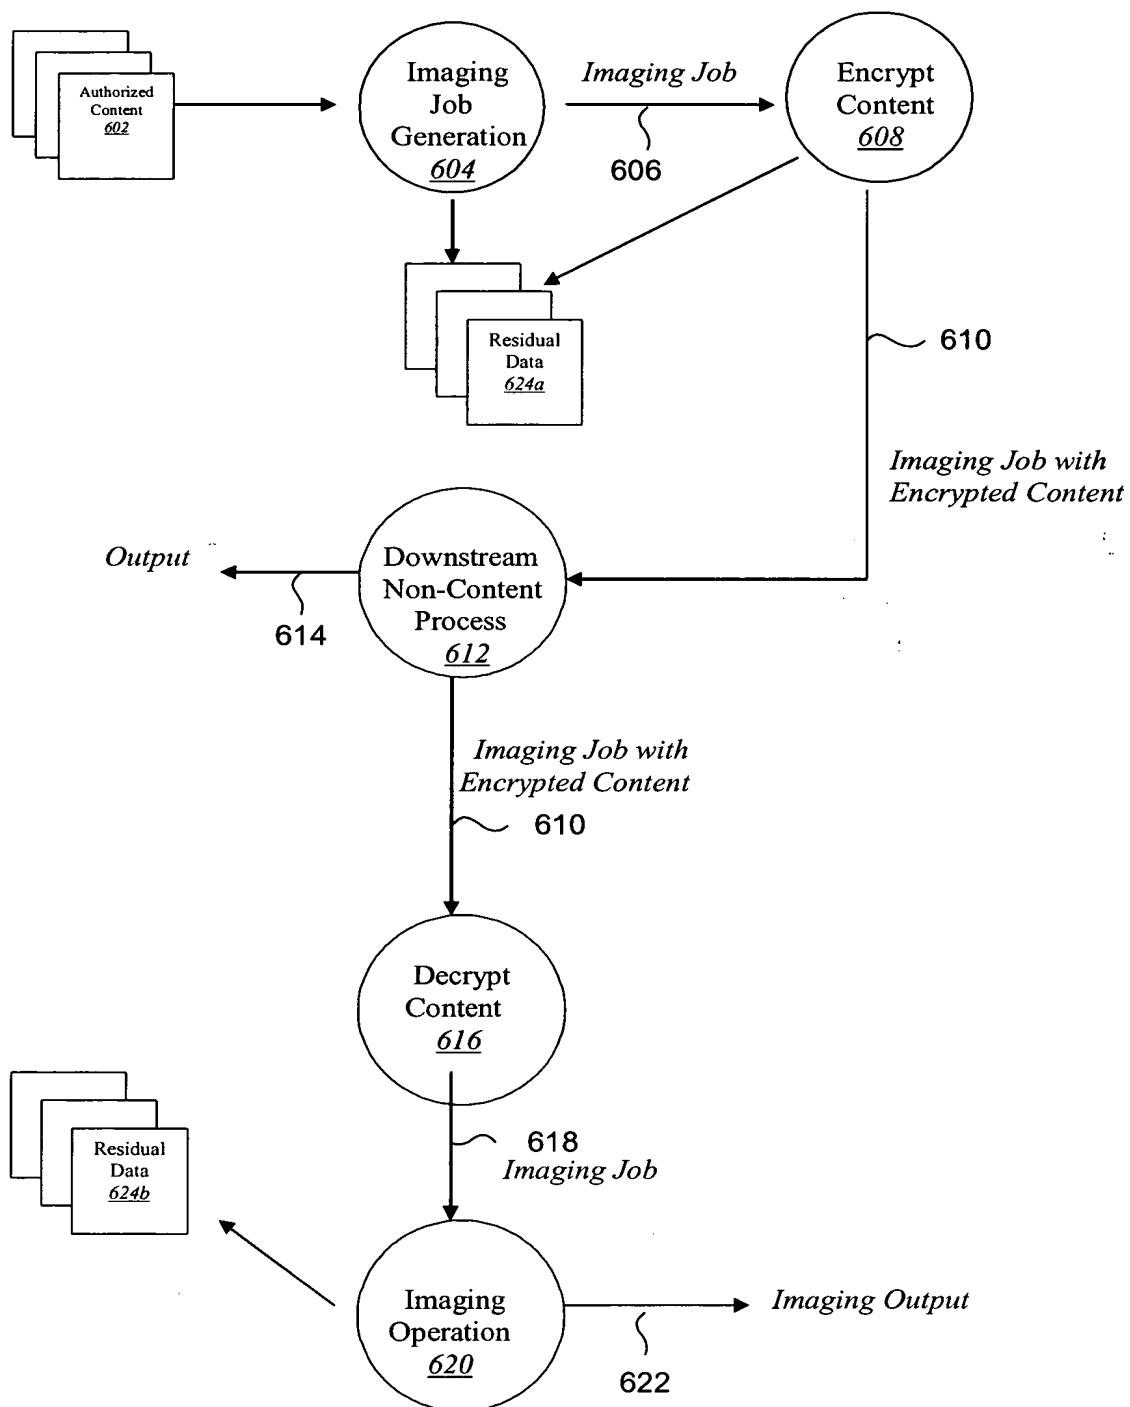 Authorized
Content
602
Imaging
Job
Generation
604
Imaging Job
606
Encrypt
Content
608
Residual
Data
624a
610
Imaging Job with
Encrypted Content
Output
614
Downstream
Non-Content
Process
612
Imaging Job with
Encrypted Content
610
Decrypt
Content
616
618
Imaging Job
Residual
Data
624b
Imaging
Operation
620
Imaging Output
622